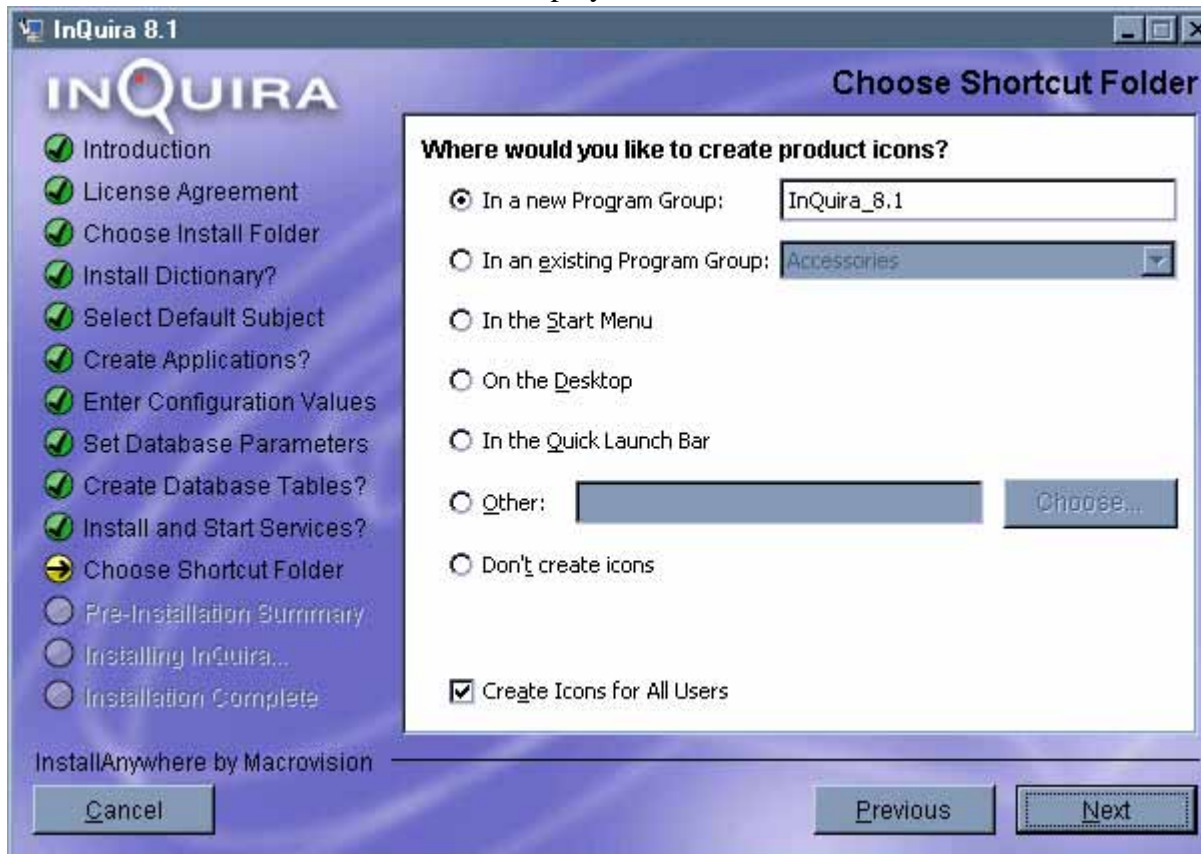 InQuira 8.1
INQUIRA
Choose Shortcut Folder
Introduction
License Agreement
Choose Install Folder
Install Dictionary?
Select Default Subject
Create Applications?
Enter Configuration Values
Set Database Parameters
Create Database Tables?
Install and Start Services?
Choose Shortcut Folder
Pre-Installation Summary
Installing InQuira...
Installation Complete
Where would you like to create product icons?
In a new Program Group: InQuira_8.1
In an existing Program Group: Accessories
In the Start Menu
On the Desktop
In the Quick Launch Bar
Other: Choose...
Don't create icons
Create Icons for All Users
InstallAnywhere by Macrovision
Cancel Previous Next